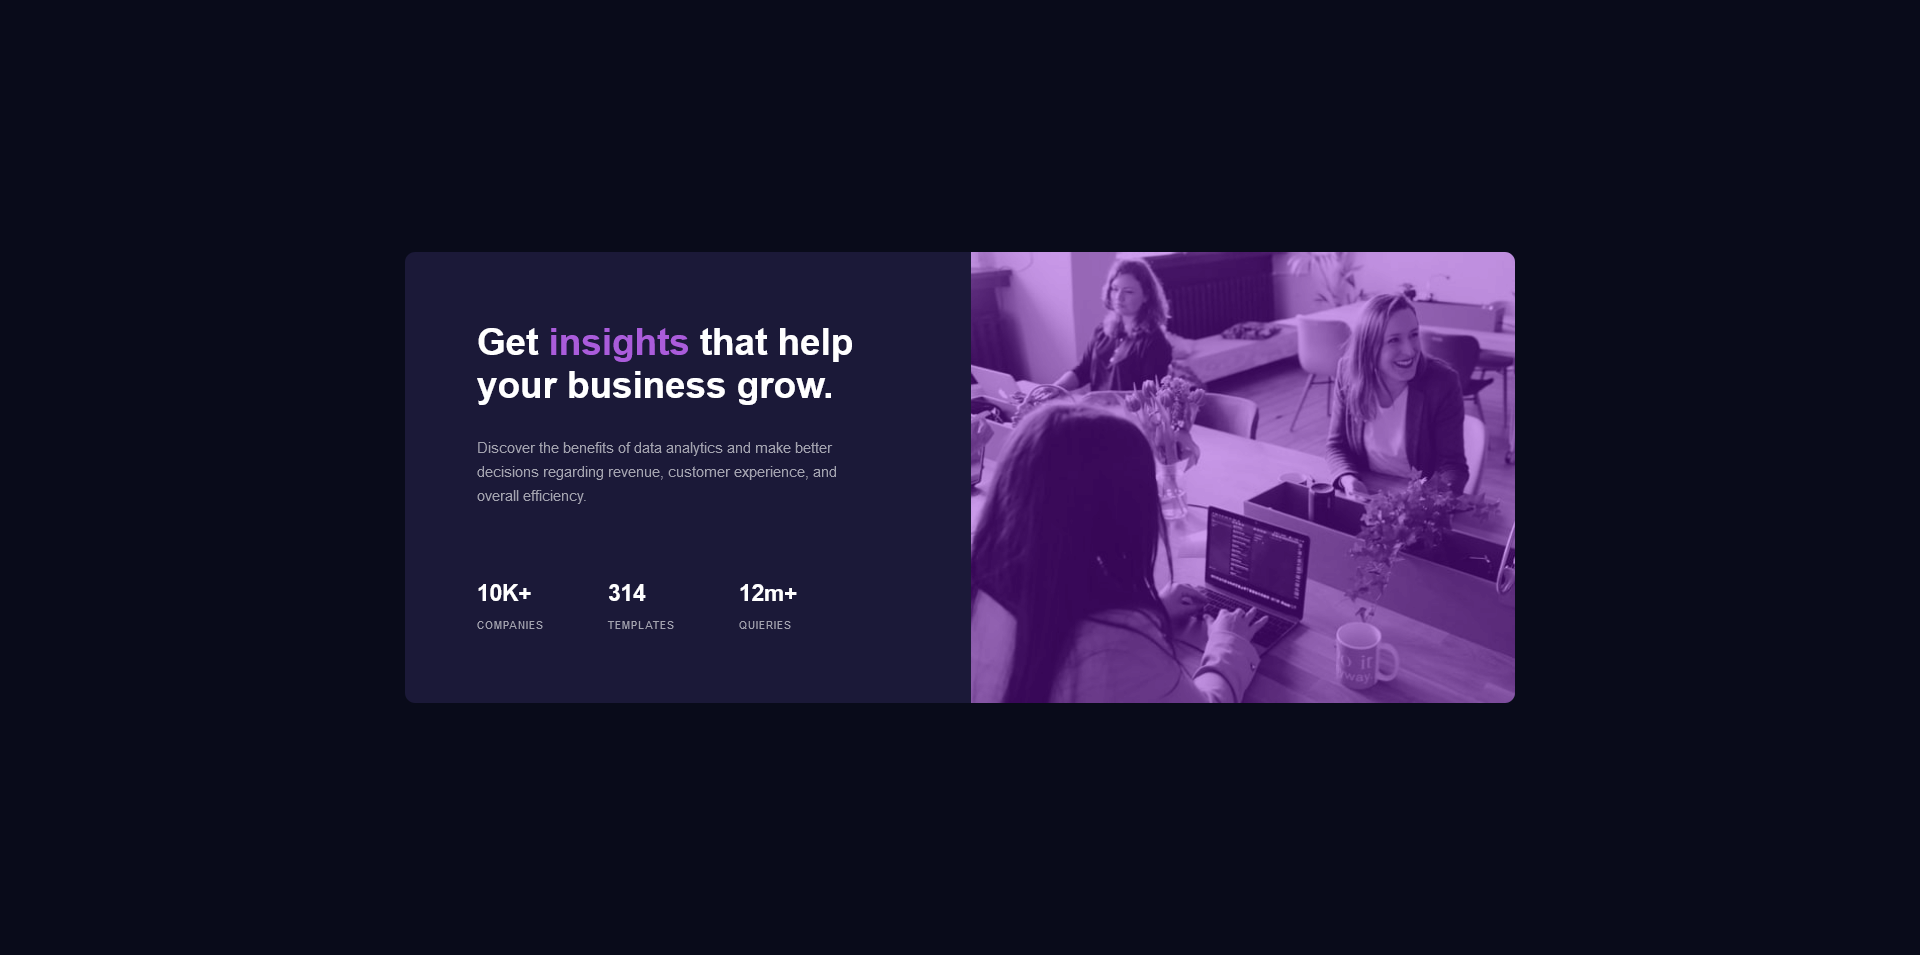 Get insights that help
your business grow.
Discover the benefits of data analytics and make better
decisions regarding revenue, customer experience, and
overall efficiency.
10K+ 314 12m+
COMPANIES TEMPLATES QUIERIES